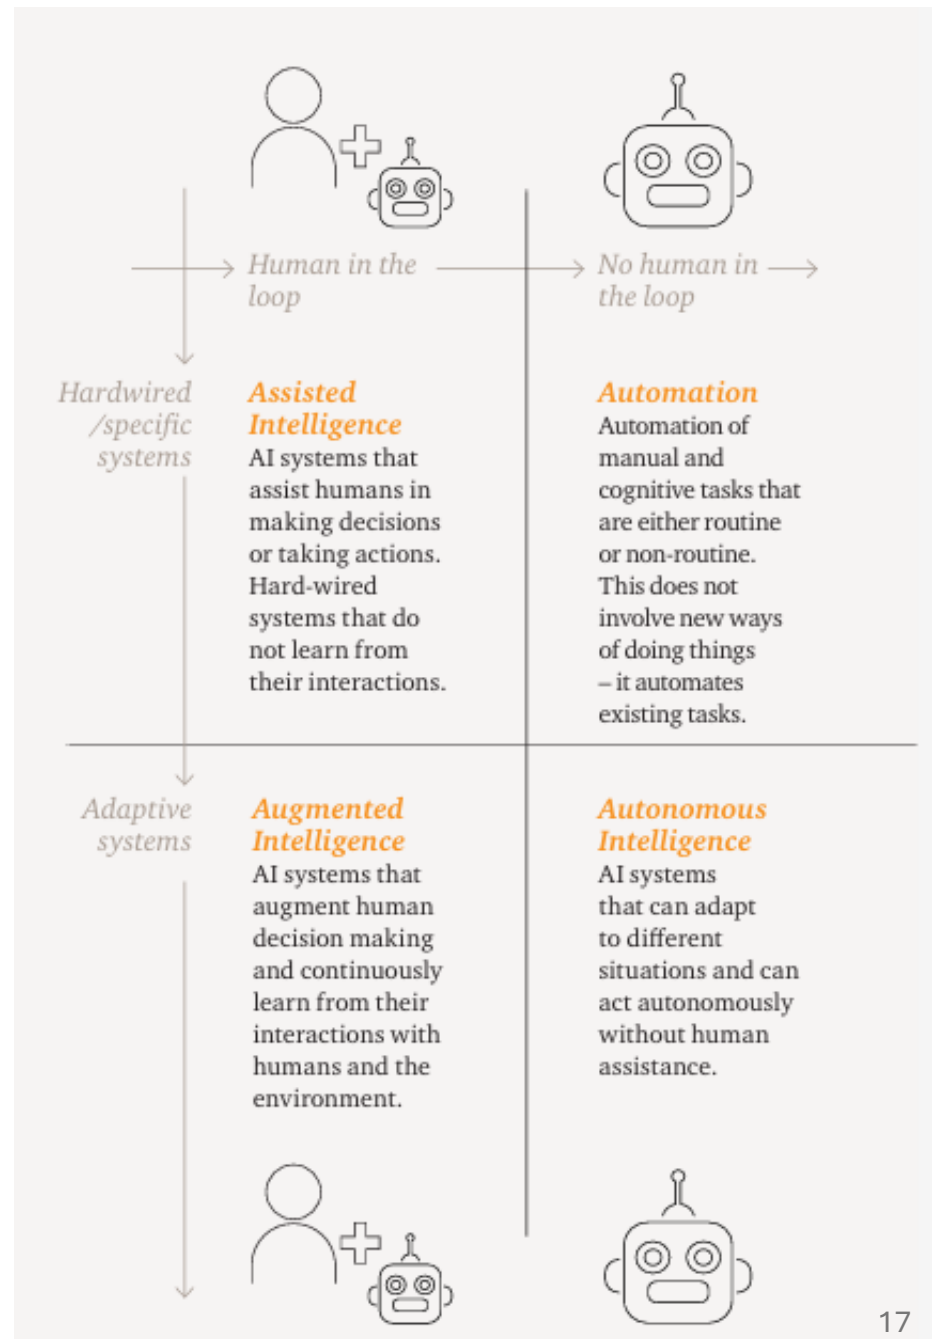 Human in the
loop
No human in
the loop
Hardwired
/specific
systems
Assisted
Intelligence
AI systems that
assist humans in
making decisions
or taking actions.
Hard-wired
systems that do
not learn from
their interactions.
Automation
Automation of
manual and
cognitive tasks that
are either routine
or non-routine.
This does not
involve new ways
of doing things
– it automates
existing tasks.
Adaptive
systems
Augmented
Intelligence
AI systems that
augment human
decision making
and continuously
learn from their
interactions with
humans and the
environment.
Autonomous
Intelligence
AI systems
that can adapt
to different
situations and can
act autonomously
without human
assistance.
17